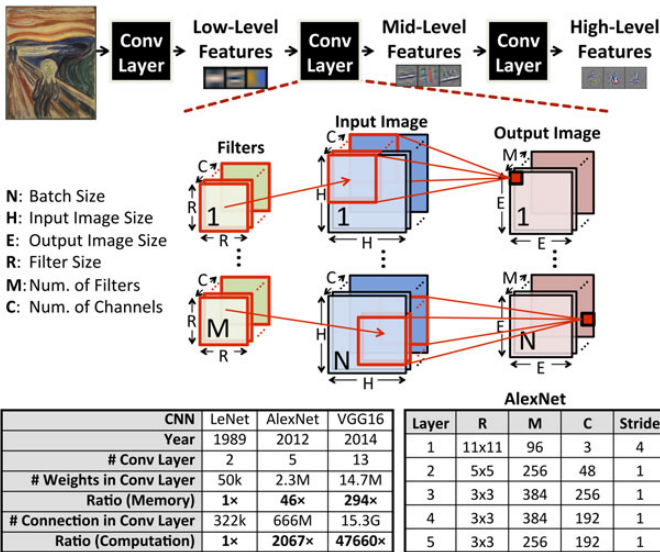 Conv Layer
Low-Level Features
Conv Layer
Mid-Level Features
Conv Layer
High-Level Features
Filters
Input Image
Output Image
N: Batch Size
H: Input Image Size
E: Output Image Size
R: Filter Size
M: Num. of Filters
C: Num. of Channels
C
R
1
R
C
H
1
H
M
E
1
E
C
R
M
R
C
H
N
H
M
E
N
E
CNN LeNet AlexNet VGG16
Year 1989 2012 2014
# Conv Layer 2 5 13
# Weights in Conv Layer 50k 2.3M 14.7M
Ratio (Memory) 1× 46× 294×
# Connection in Conv Layer 322k 666M 15.3G
Ratio (Computation) 1× 2067× 47660×
AlexNet
Layer R M C Stride
1 11x11 96 3 4
2 5x5 256 48 1
3 3x3 384 256 1
4 3x3 384 192 1
5 3x3 256 192 1